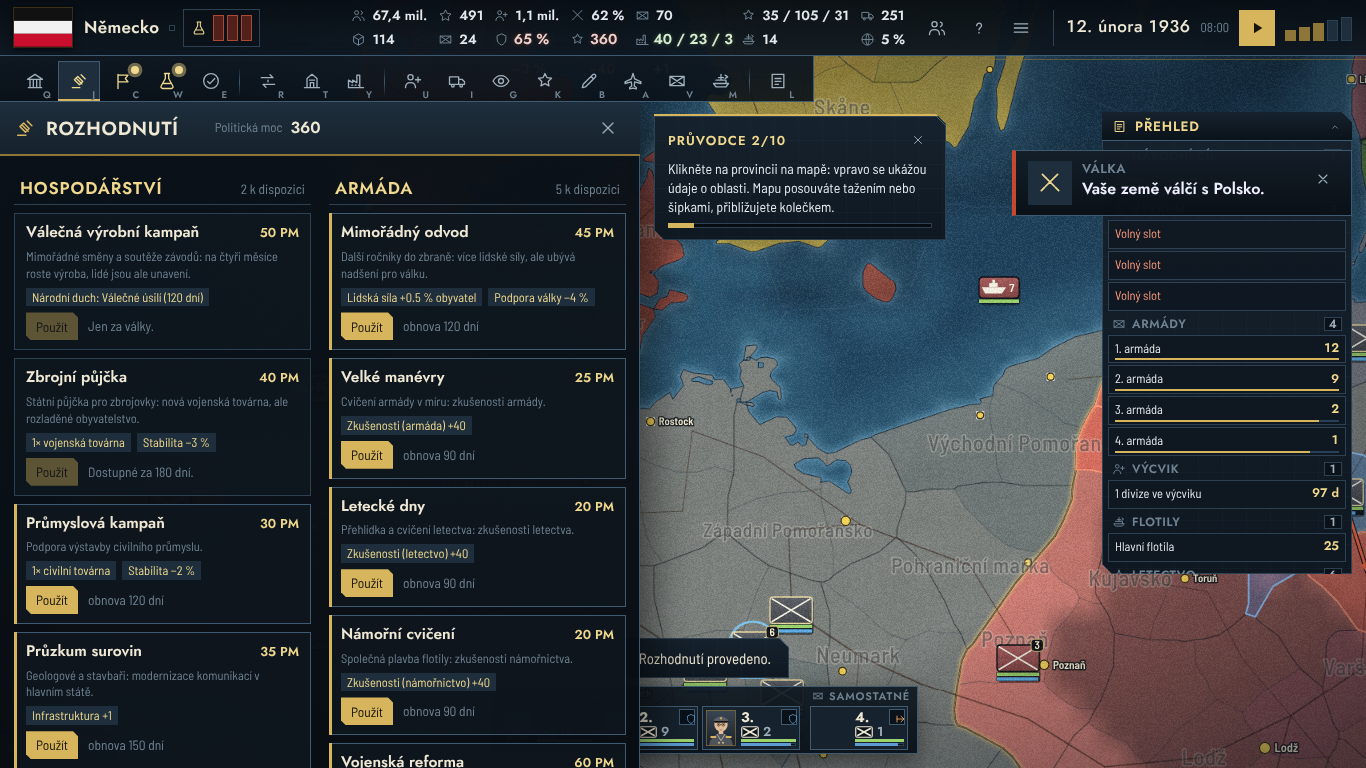 Německo
67,4 mil.
491
1,1 mil.
62 %
70
35 / 105 / 31
251
114
24
65 %
360
40 / 23 / 3
14
5 %
?
12. února 1936
08:00
Q
J
C
W
E
R
T
Y
U
I
G
K
B
A
V
M
L
ROZHODNUTÍ
Politická moc 360
HOSPODÁŘSTVÍ
2 k dispozici
Válečná výrobní kampaň
50 PM
Mimořádné směny a soutěže závodů: na čtyři měsíce
roste výroba, lidé jsou ale unavení.
Národní duch: Válečné úsilí (120 dní)
Použít
Jen za války.
Zbrojní půjčka
40 PM
Státní půjčka pro zbrojovky: nová vojenská továrna, ale
rozladěné obyvatelstvo.
1× vojenská továrna
Stabilita −3 %
Použít
Dostupné za 180 dní.
Průmyslová kampaň
30 PM
Podpora výstavby civilního průmyslu.
1× civilní továrna
Stabilita −2 %
Použít
obnova 120 dní
Průzkum surovin
35 PM
Geologové a stavbaři: modernizace komunikací v
hlavním státě.
Infrastruktura +1
Použít
obnova 150 dní
ARMÁDA
5 k dispozici
Mimořádný odvod
45 PM
Další ročníky do zbraně: více lidské síly, ale ubývá
nadšení pro válku.
Lidská síla +0.5 % obyvatel
Podpora války −4 %
Použít
obnova 120 dní
Velké manévry
25 PM
Cvičení armády v míru: zkušenosti armády.
Zkušenosti (armáda) +40
Použít
obnova 90 dní
Letecké dny
20 PM
Přehlídka a cvičení letectva: zkušenosti letectva.
Zkušenosti (letectvo) +40
Použít
obnova 90 dní
Námořní cvičení
20 PM
Společná plavba flotily: zkušenosti námořnictva.
Zkušenosti (námořnictvo) +40
Použít
obnova 90 dní
Vojenská reforma
60 PM
PRŮVODCE 2/10
Klikněte na provincii na mapě: vpravo se ukážou
údaje o oblasti. Mapu posouváte tažením nebo
šipkami, přibližujete kolečkem.
PŘEHLED
VÁLKA
Vaše země válčí s Polskem.
Volný slot
Volný slot
Volný slot
ARMÁDY
4
1. armáda
12
2. armáda
9
3. armáda
2
4. armáda
1
VÝCVIK
1
1 divize ve výcviku
97 d
FLOTILY
1
Hlavní flotila
25
Skåne
7
Rostock
Východní Pomořan
Západní Pomořansko
Pohraniční marka
Kujavsko
Toruň
Poznaň
3
Poznaň
6
Neumark
Varš
Lodž
Lodž
Rozhodnutí provedeno.
SAMOSTATNÉ
2.
9
3.
2
4.
1